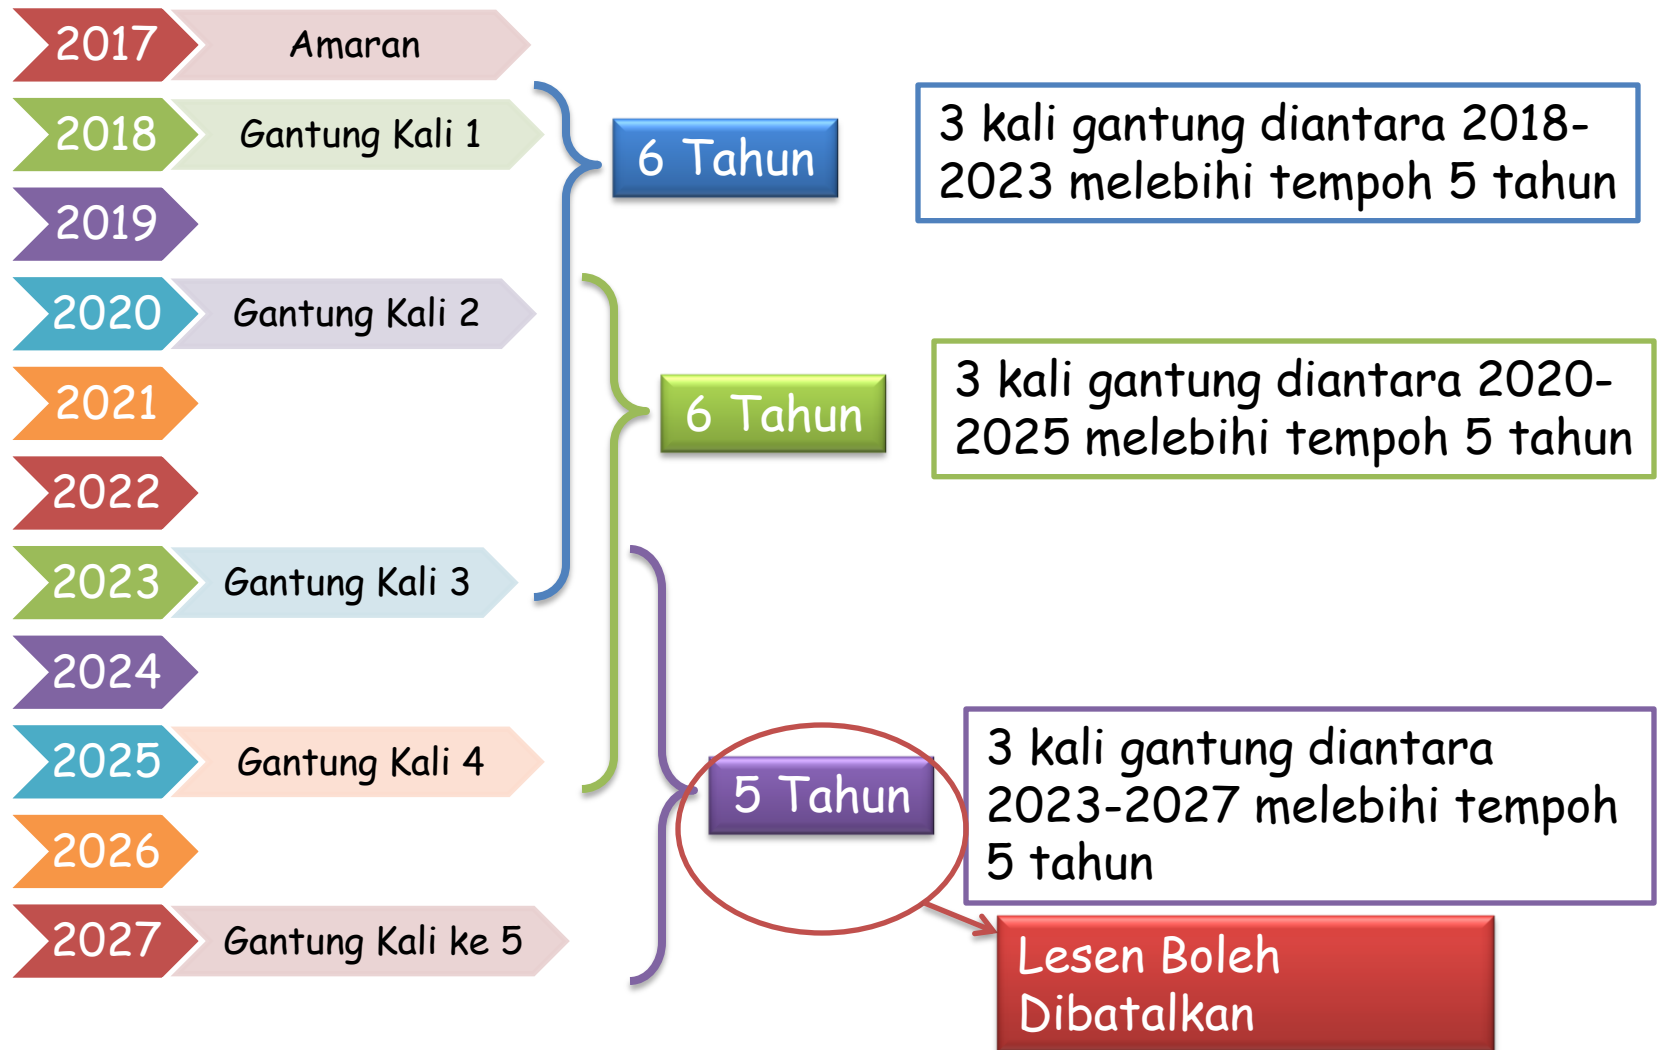 2017 Amaran
2018 Gantung Kali 1
2019
2020 Gantung Kali 2
2021
2022
2023 Gantung Kali 3
2024
2025 Gantung Kali 4
2026
2027 Gantung Kali ke 5
6 Tahun
3 kali gantung diantara 2018-
2023 melebihi tempoh 5 tahun
6 Tahun
3 kali gantung diantara 2020-
2025 melebihi tempoh 5 tahun
5 Tahun
3 kali gantung diantara
2023-2027 melebihi tempoh
5 tahun
Lesen Boleh
Dibatalkan